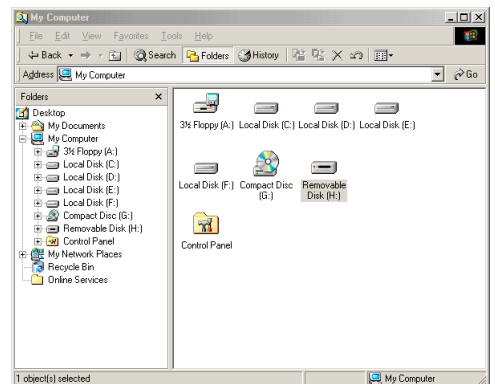 My Computer
File Edit View Favorites Tools Help
Back Search Folders History
Address My Computer Go
Folders
Desktop
My Documents
My Computer
3½ Floppy (A:)
Local Disk (C:)
Local Disk (D:)
Local Disk (E:)
Local Disk (F:)
Compact Disc (G:)
Removable Disk (H:)
Control Panel
My Network Places
Recycle Bin
Online Services
3½ Floppy (A:) Local Disk (C:) Local Disk (D:) Local Disk (E:)
Local Disk (F:) Compact Disc (G:) Removable Disk (H:)
Control Panel
1 object(s) selected My Computer